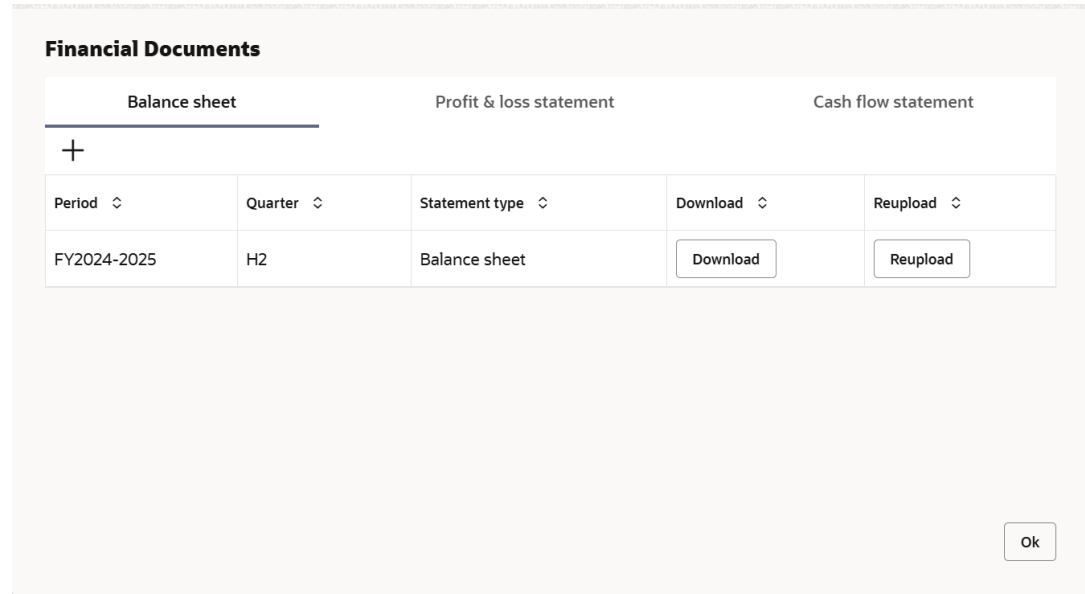 Financial Documents
Balance sheet Profit & loss statement Cash flow statement
Period Quarter Statement type Download Reupload
FY2024-2025 H2 Balance sheet Download Reupload
Ok